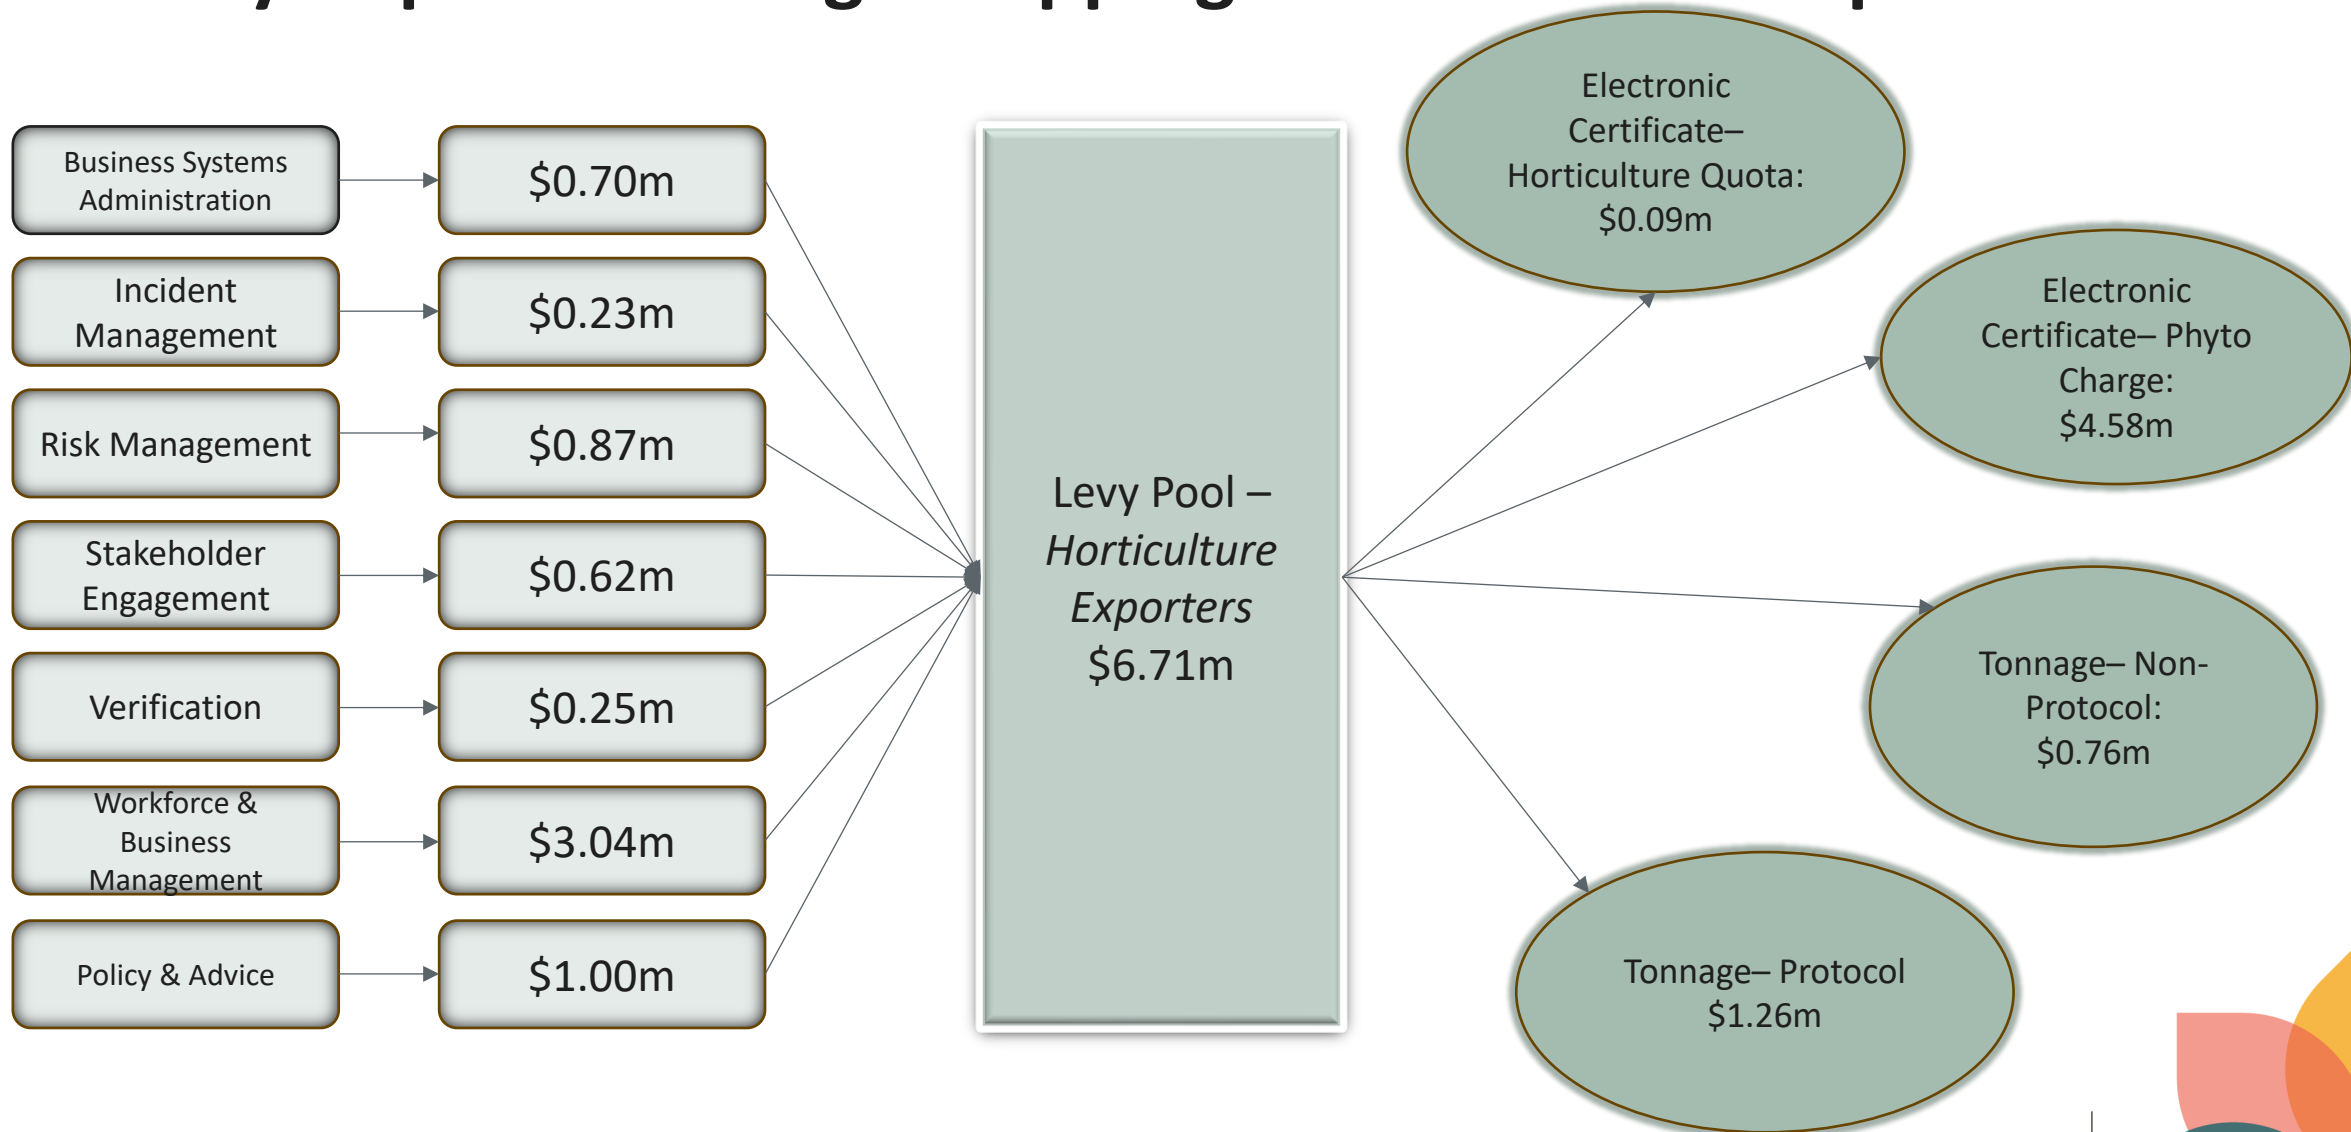 Business Systems
Administration
$0.70m
Incident
Management
$0.23m
Risk Management
$0.87m
Stakeholder
Engagement
$0.62m
Verification
$0.25m
Workforce &
Business
Management
$3.04m
Policy & Advice
$1.00m
Levy Pool –
Horticulture
Exporters
$6.71m
Electronic
Certificate–
Horticulture Quota:
$0.09m
Electronic
Certificate– Phyto
Charge:
$4.58m
Tonnage– Non-
Protocol:
$0.76m
Tonnage– Protocol
$1.26m